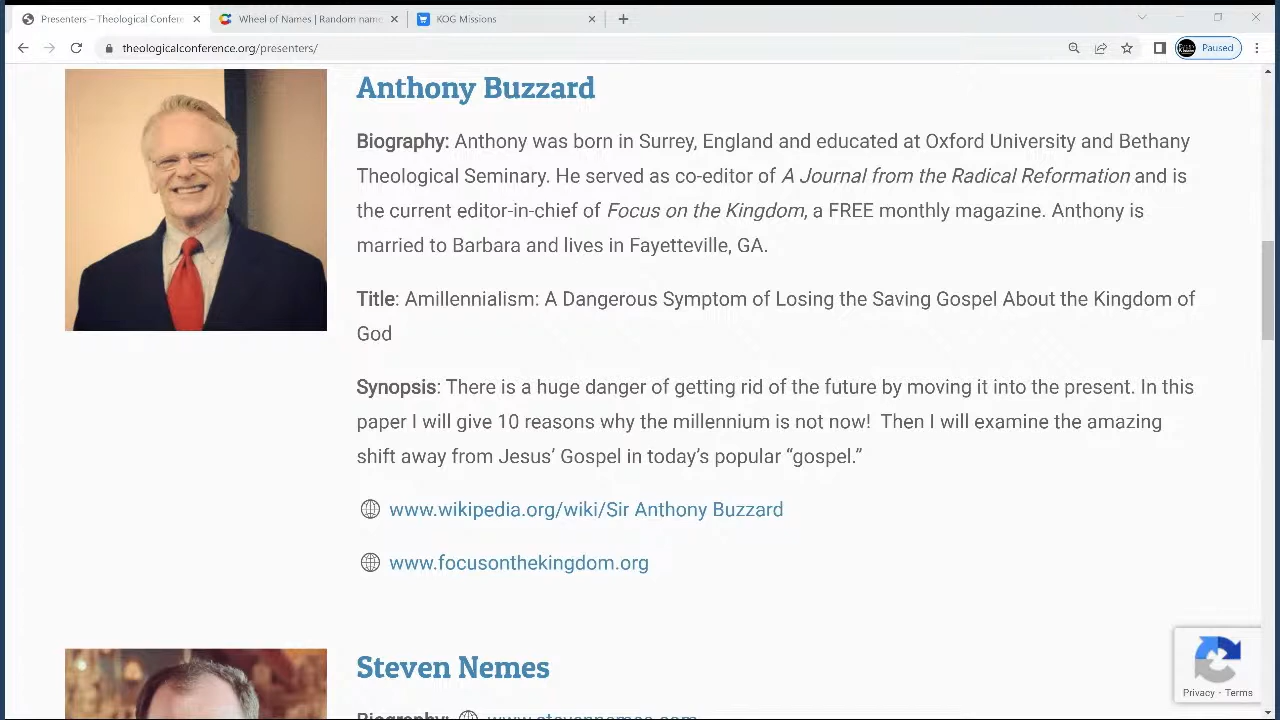 Presenters – Theological Confere
Wheel of Names | Random name
KOG Missions
theologicalconference.org/presenters/
Paused
Anthony Buzzard
Biography: Anthony was born in Surrey, England and educated at Oxford University and Bethany
Theological Seminary. He served as co-editor of A Journal from the Radical Reformation and is
the current editor-in-chief of Focus on the Kingdom, a FREE monthly magazine. Anthony is
married to Barbara and lives in Fayetteville, GA.
Title: Amillennialism: A Dangerous Symptom of Losing the Saving Gospel About the Kingdom of
God
Synopsis: There is a huge danger of getting rid of the future by moving it into the present. In this
paper I will give 10 reasons why the millennium is not now!  Then I will examine the amazing
shift away from Jesus’ Gospel in today’s popular “gospel.”
www.wikipedia.org/wiki/Sir Anthony Buzzard
www.focusonthekingdom.org
Steven Nemes
Biography: www.stevennemes.com
Privacy - Terms